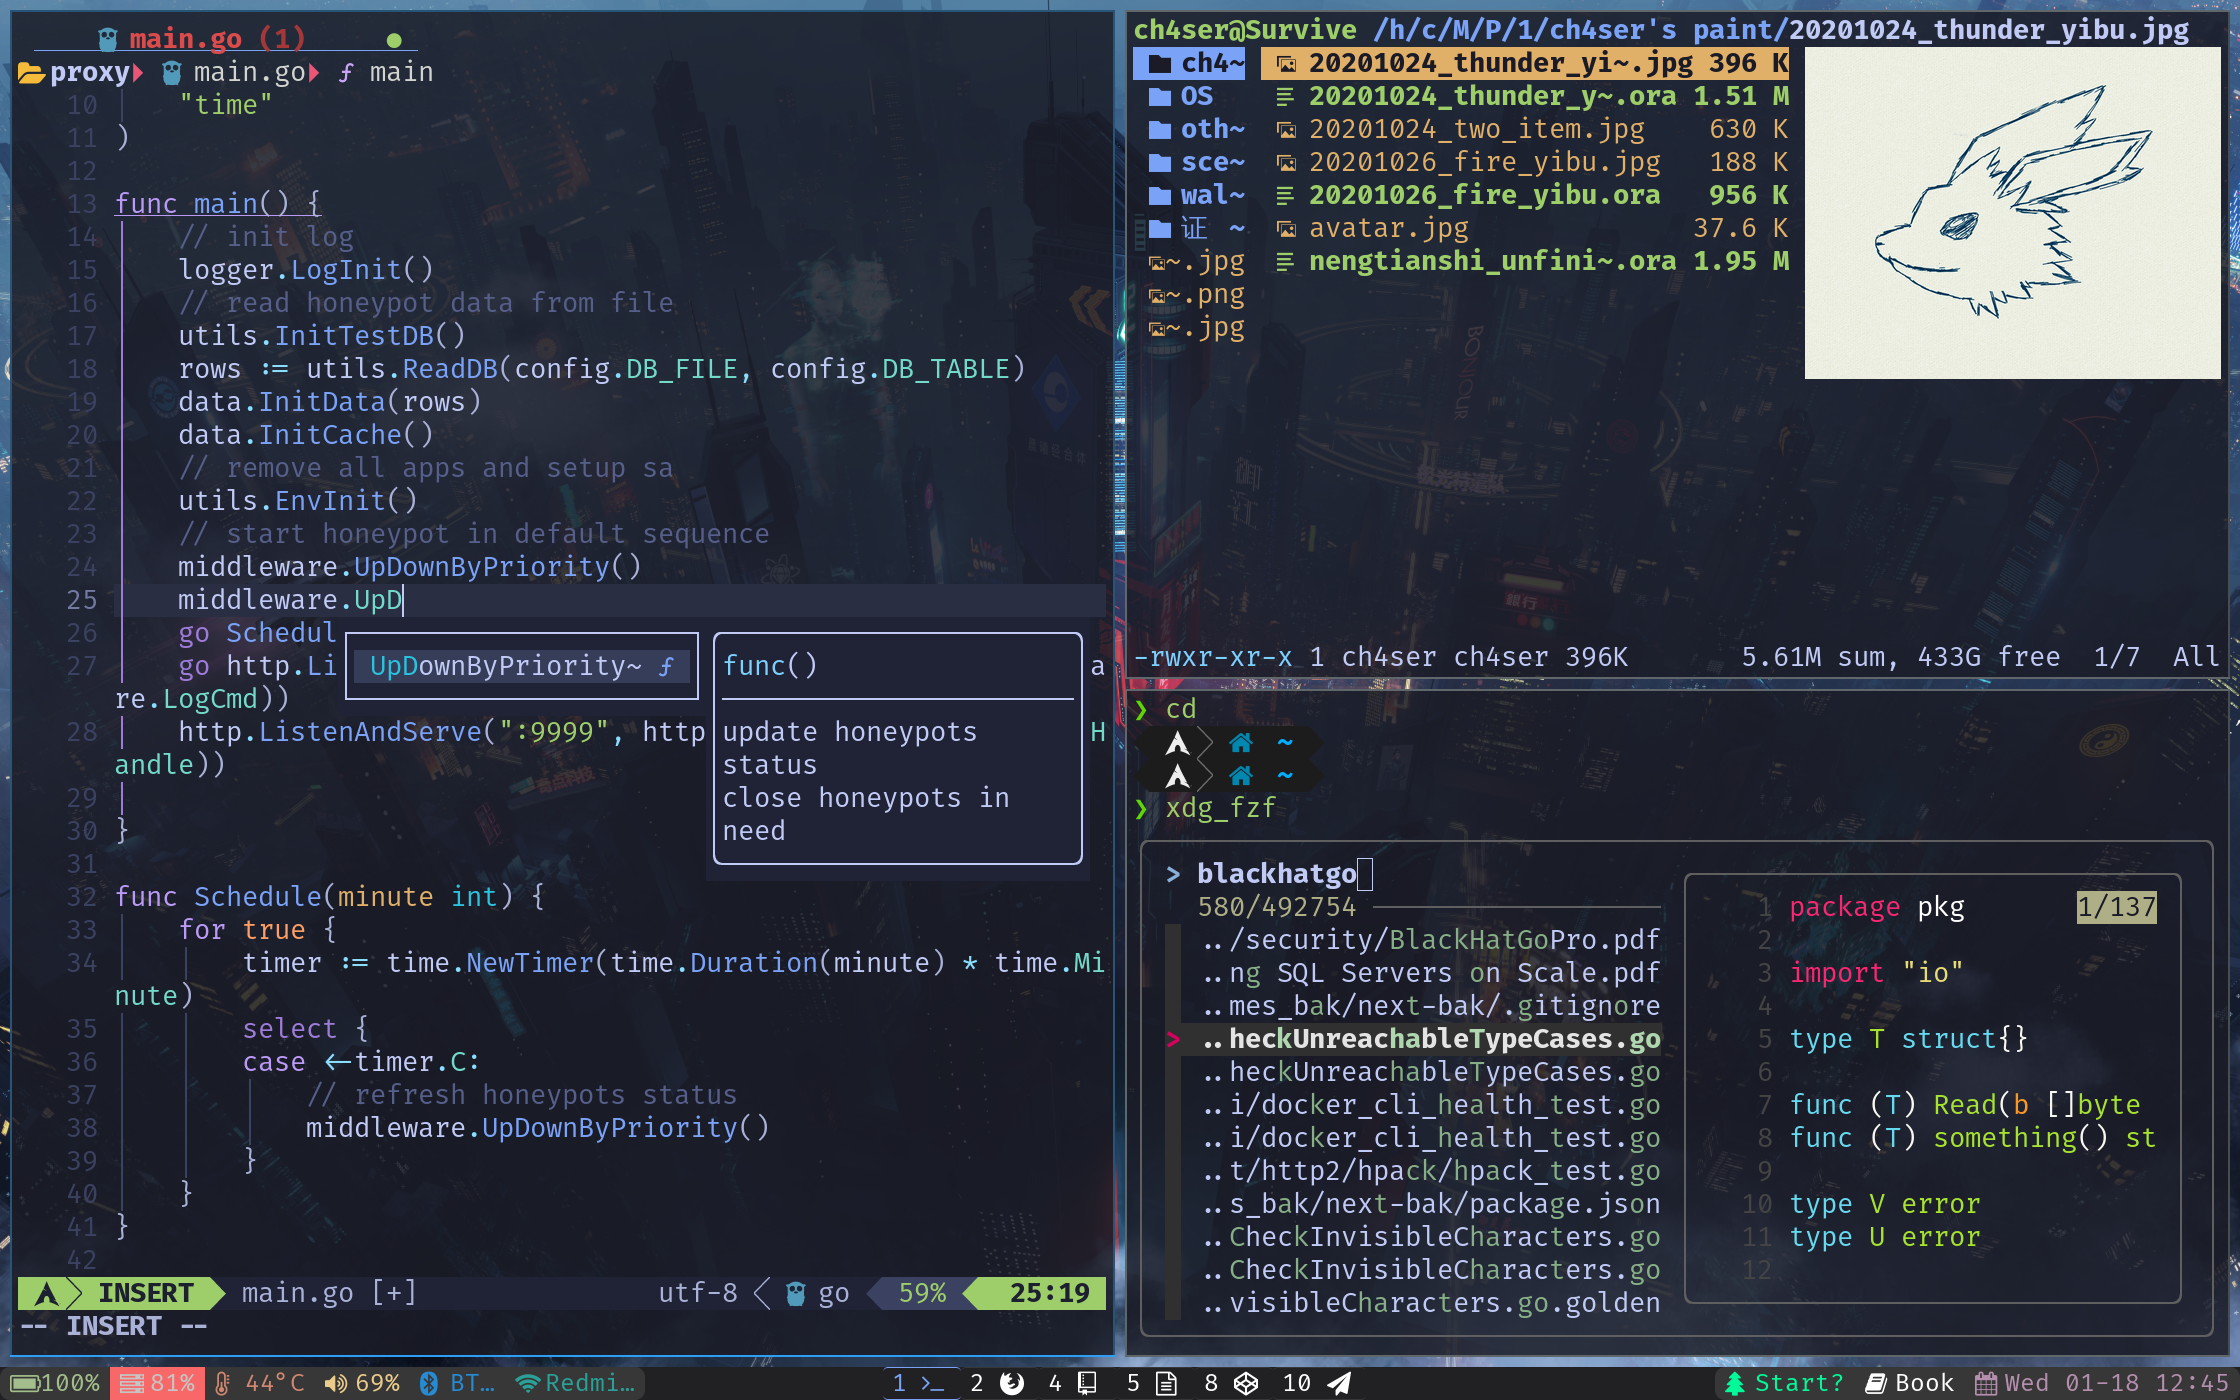 main.go (1)
proxy main.go ƒ main
10 "time"
11 )
12
13 func main() {
14 // init log
15 logger.LogInit()
16 // read honeypot data from file
17 utils.InitTestDB()
18 rows := utils.ReadDB(config.DB_FILE, config.DB_TABLE)
19 data.InitData(rows)
20 data.InitCache()
21 // remove all apps and setup sa
22 utils.EnvInit()
23 // start honeypot in default sequence
24 middleware.UpDownByPriority()
25 middleware.UpD
26 go Schedul
27 go http.Li a
re.LogCmd))
28 http.ListenAndServe(":9999", http H
andle))
29
30 }
31
32 func Schedule(minute int) {
33 for true {
34 timer := time.NewTimer(time.Duration(minute) * time.Mi
nute)
35 select {
36 case <-timer.C:
37 // refresh honeypots status
38 middleware.UpDownByPriority()
39 }
40 }
41 }
42
UpDownByPriority~ ƒ
func()
update honeypots
status
close honeypots in
need
INSERT main.go [+] utf-8 go 59% 25:19
-- INSERT --
ch4ser@Survive /h/c/M/P/1/ch4ser's paint/20201024_thunder_yibu.jpg
ch4~ 20201024_thunder_yi~.jpg 396 K
OS 20201024_thunder_y~.ora 1.51 M
oth~ 20201024_two_item.jpg 630 K
sce~ 20201026_fire_yibu.jpg 188 K
wal~ 20201026_fire_yibu.ora 956 K
证 ~ avatar.jpg 37.6 K
~.jpg nengtianshi_unfini~.ora 1.95 M
~.png
~.jpg
BONJOUR
銀行
-rwxr-xr-x 1 ch4ser ch4ser 396K 5.61M sum, 433G free 1/7 All
❯ cd
~
~
❯ xdg_fzf
> blackhatgo
580/492754
../security/BlackHatGoPro.pdf
..ng SQL Servers on Scale.pdf
..mes_bak/next-bak/.gitignore
> ..heckUnreachableTypeCases.go
..heckUnreachableTypeCases.go
..i/docker_cli_health_test.go
..i/docker_cli_health_test.go
..t/http2/hpack/hpack_test.go
..s_bak/next-bak/package.json
..CheckInvisibleCharacters.go
..CheckInvisibleCharacters.go
..visibleCharacters.go.golden
1 package pkg 1/137
2
3 import "io"
4
5 type T struct{}
6
7 func (T) Read(b []byte
8 func (T) something() st
9
10 type V error
11 type U error
12
100% 81% 44°C 69% BT… Redmi… 1 2 4 5 8 10 Start? Book Wed 01-18 12:45